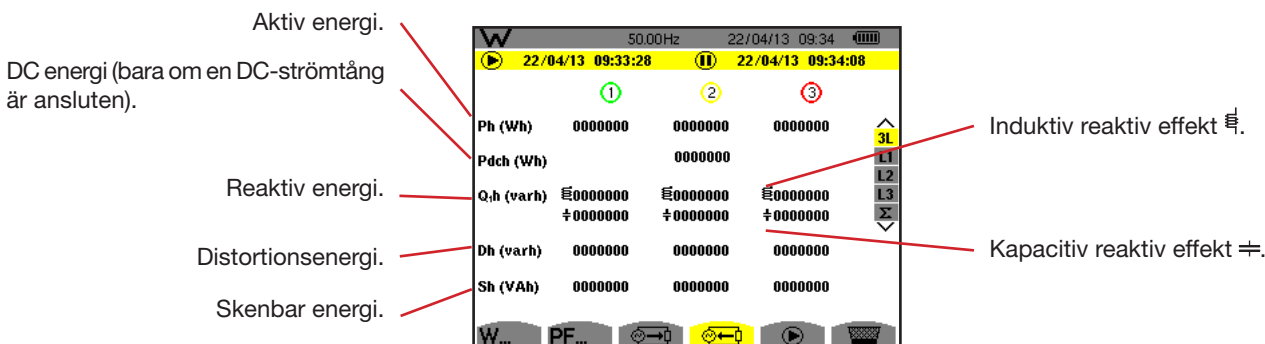 Aktiv energi.
DC energi (bara om en DC-strömtång
är ansluten).
Reaktiv energi.
Distortionsenergi.
Skenbar energi.
W 50.00Hz 22/04/13 09:34
22/04/13 09:33:28 22/04/13 09:34:08
1 2 3
Ph (Wh) 0000000 0000000 0000000
Pdch (Wh) 0000000
Q₁h (varh) 0000000 0000000 0000000
0000000 0000000 0000000
Dh (varh) 0000000 0000000 0000000
Sh (VAh) 0000000 0000000 0000000
3L
L1
L2
L3
Σ
W... PF...
Induktiv reaktiv effekt .
Kapacitiv reaktiv effekt .